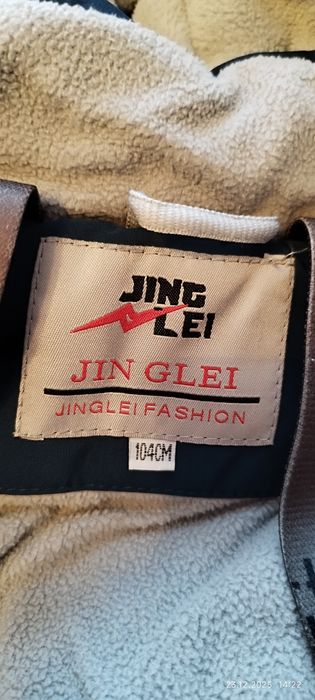 JING
LEI
JIN GLEI
JINGLEI FASHION
104CM
23.12.2025 14:22